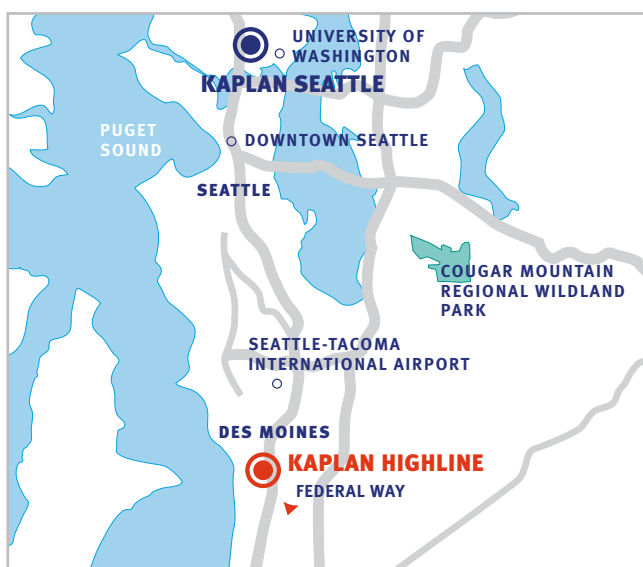 UNIVERSITY OF
WASHINGTON
KAPLAN SEATTLE
PUGET
SOUND
DOWNTOWN SEATTLE
SEATTLE
COUGAR MOUNTAIN
REGIONAL WILDLAND
PARK
SEATTLE-TACOMA
INTERNATIONAL AIRPORT
DES MOINES
KAPLAN HIGHLINE
FEDERAL WAY